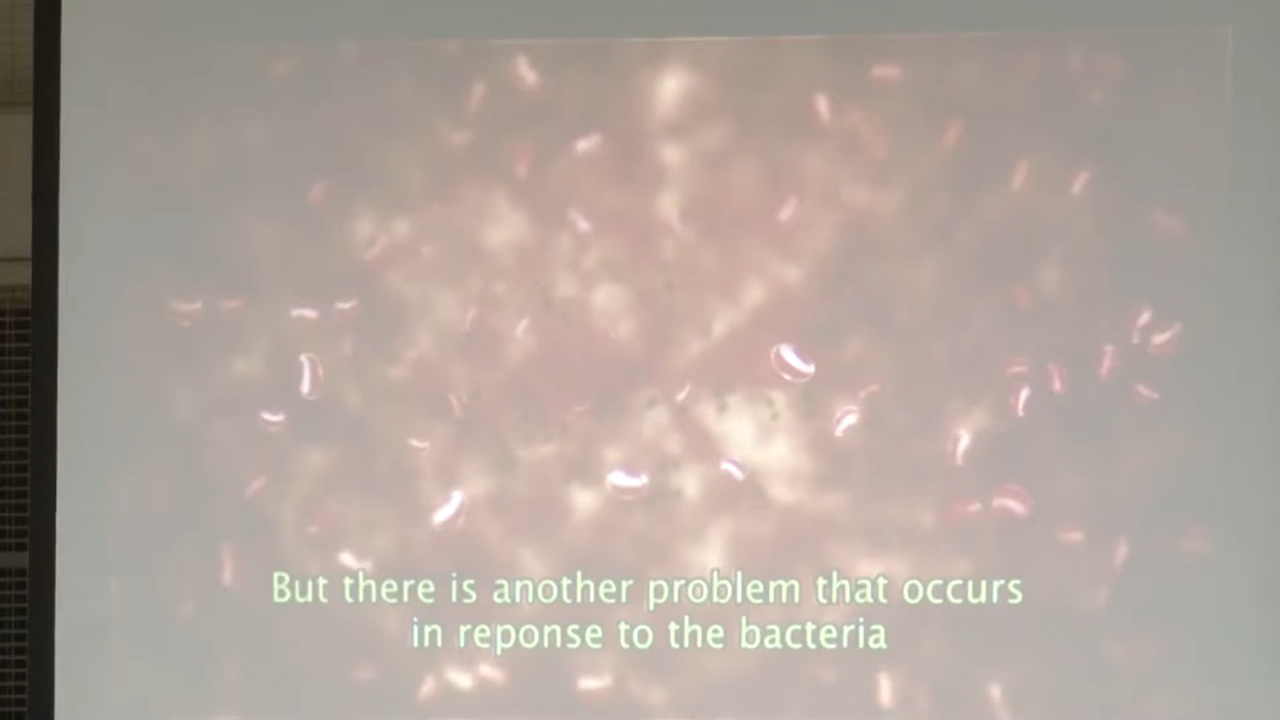 But there is another problem that occurs
in reponse to the bacteria